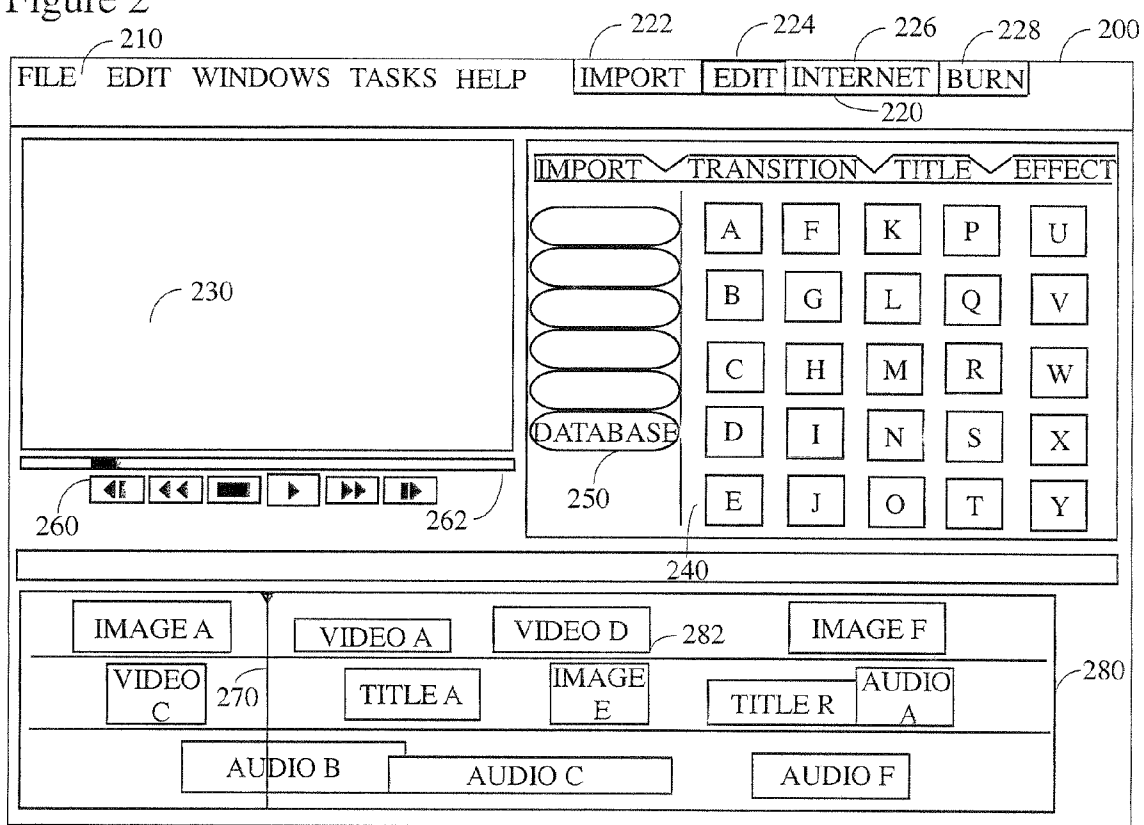 Figure 2
210 222 224 226 228 200
FILE EDIT WINDOWS TASKS HELP IMPORT EDIT INTERNET BURN
220
IMPORT TRANSITION TITLE EFFECT
A F K P U
230
B G L Q V
C H M R W
DATABASE D I N S X
260 262 250 E J O T Y
240
IMAGE A VIDEO A VIDEO D 282 IMAGE F
VIDEO C 270 TITLE A IMAGE E TITLE R AUDIO A 280
AUDIO B AUDIO C AUDIO F